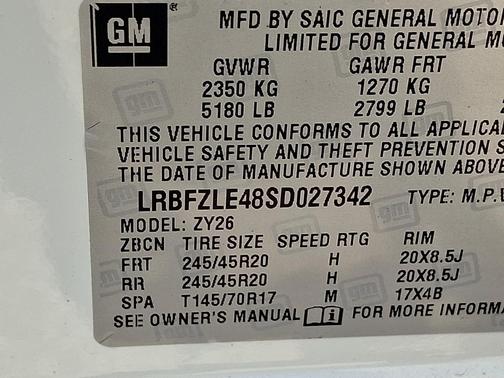 GM
MFD BY SAIC GENERAL MOTOR
LIMITED FOR GENERAL M
GVWR GAWR FRT
2350 KG 1270 KG
5180 LB 2799 LB
THIS VEHICLE CONFORMS TO ALL APPLICA
VEHICLE SAFETY AND THEFT PREVENTION S
THE DATE OF MANUFACTURE SHOWN ABOVE
LRBFZLE48SD027342 TYPE: M.P.V
MODEL: ZY26
ZBCN TIRE SIZE SPEED RTG RIM
FRT 245/45R20 H 20X8.5J
RR 245/45R20 H 20X8.5J
SPA T145/70R17 M 17X4B
SEE OWNER'S MANUAL FOR MORE INFORMA